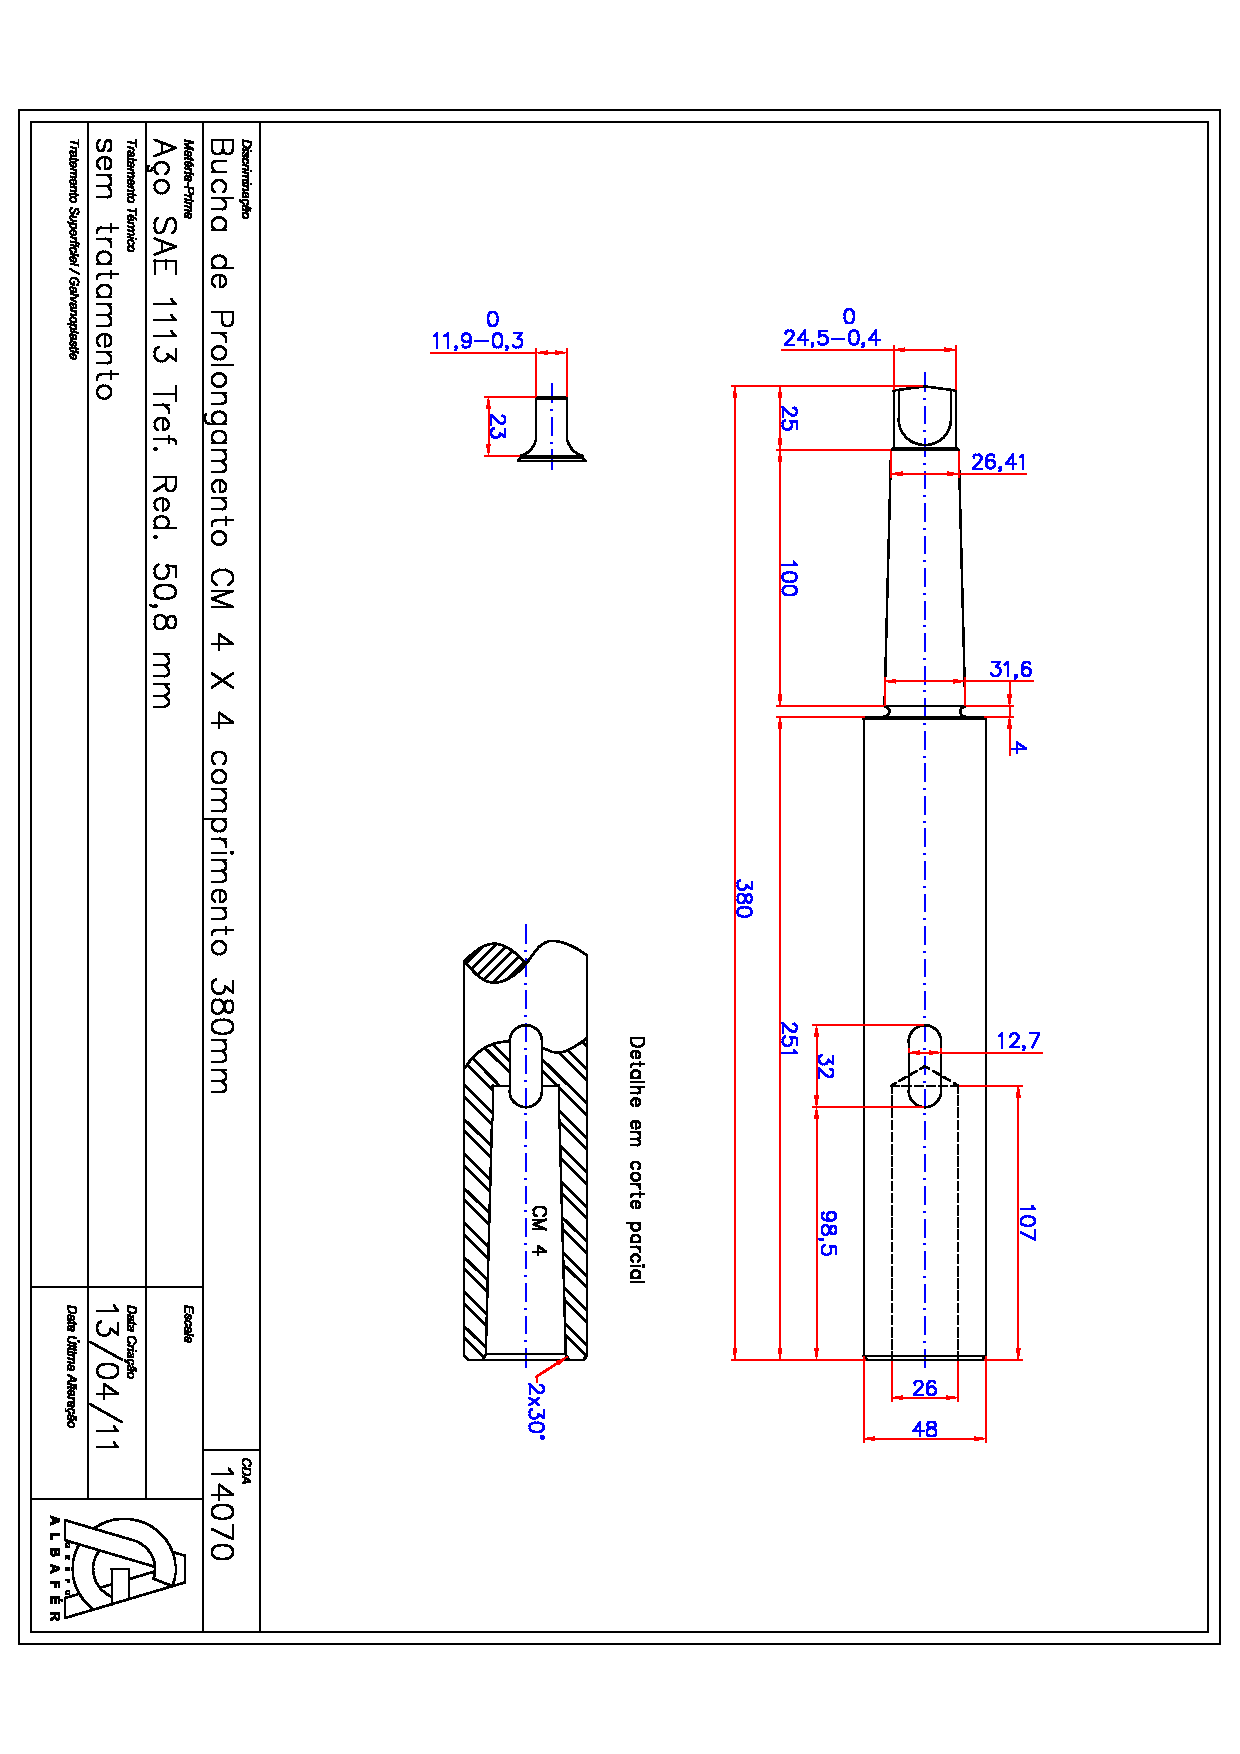 0
24,5-0,4
0
11,9-0,3
25
23
26,41
100
31,6
4
380
251
32
12,7
98,5
107
26
48
Detalhe em corte parcial
CM 4
2x30°
Discriminação
Bucha de Prolongamento CM 4 X 4 comprimento 380mm
CDA
14070
Matéria-Prima
Aço SAE 1113 Tref. Red. 50,8 mm
Escala
Tratamento Térmico
sem tratamento
Data Criação
13/04/11
Tratamento Superficial / Galvanoplastia
Data Última Alteração
GRUPO
ALBAFÉR